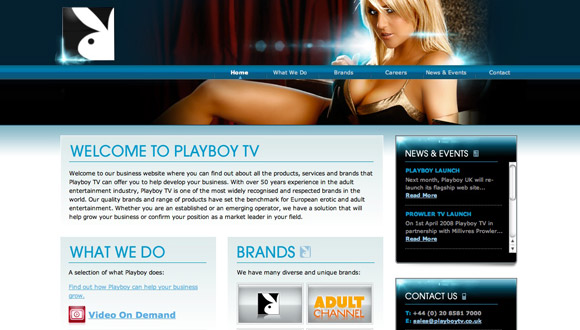 Home What We Do Brands Careers News & Events Contact
WELCOME TO PLAYBOY TV
Welcome to our business website where you can find out about all the products, services and brands that
Playboy TV can offer you to help develop your business. With over 50 years experience in the adult
entertainment industry, Playboy TV is one of the most widely recognised and respected brands in the
world. Our quality brands and range of products have set the benchmark for European erotic and adult
entertainment. Whether you are an established or an emerging operator, we have a solution that will
help grow your business or confirm your position as a market leader in your field.
WHAT WE DO
A selection of what Playboy does:
Find out how Playboy can help your business
grow.
Video On Demand
BRANDS
We have many diverse and unique brands:
ADULT
CHANNEL
NEWS & EVENTS
PLAYBOY LAUNCH
Next month, Playboy UK will re-
launch its flagship web site...
Read More
PROWLER TV LAUNCH
On 1st April 2008 Playboy TV in
partnership with Millivres Prowler...
Read More
CONTACT US
T: +44 (0) 20 8581 7000
E: sales@playboytv.co.uk